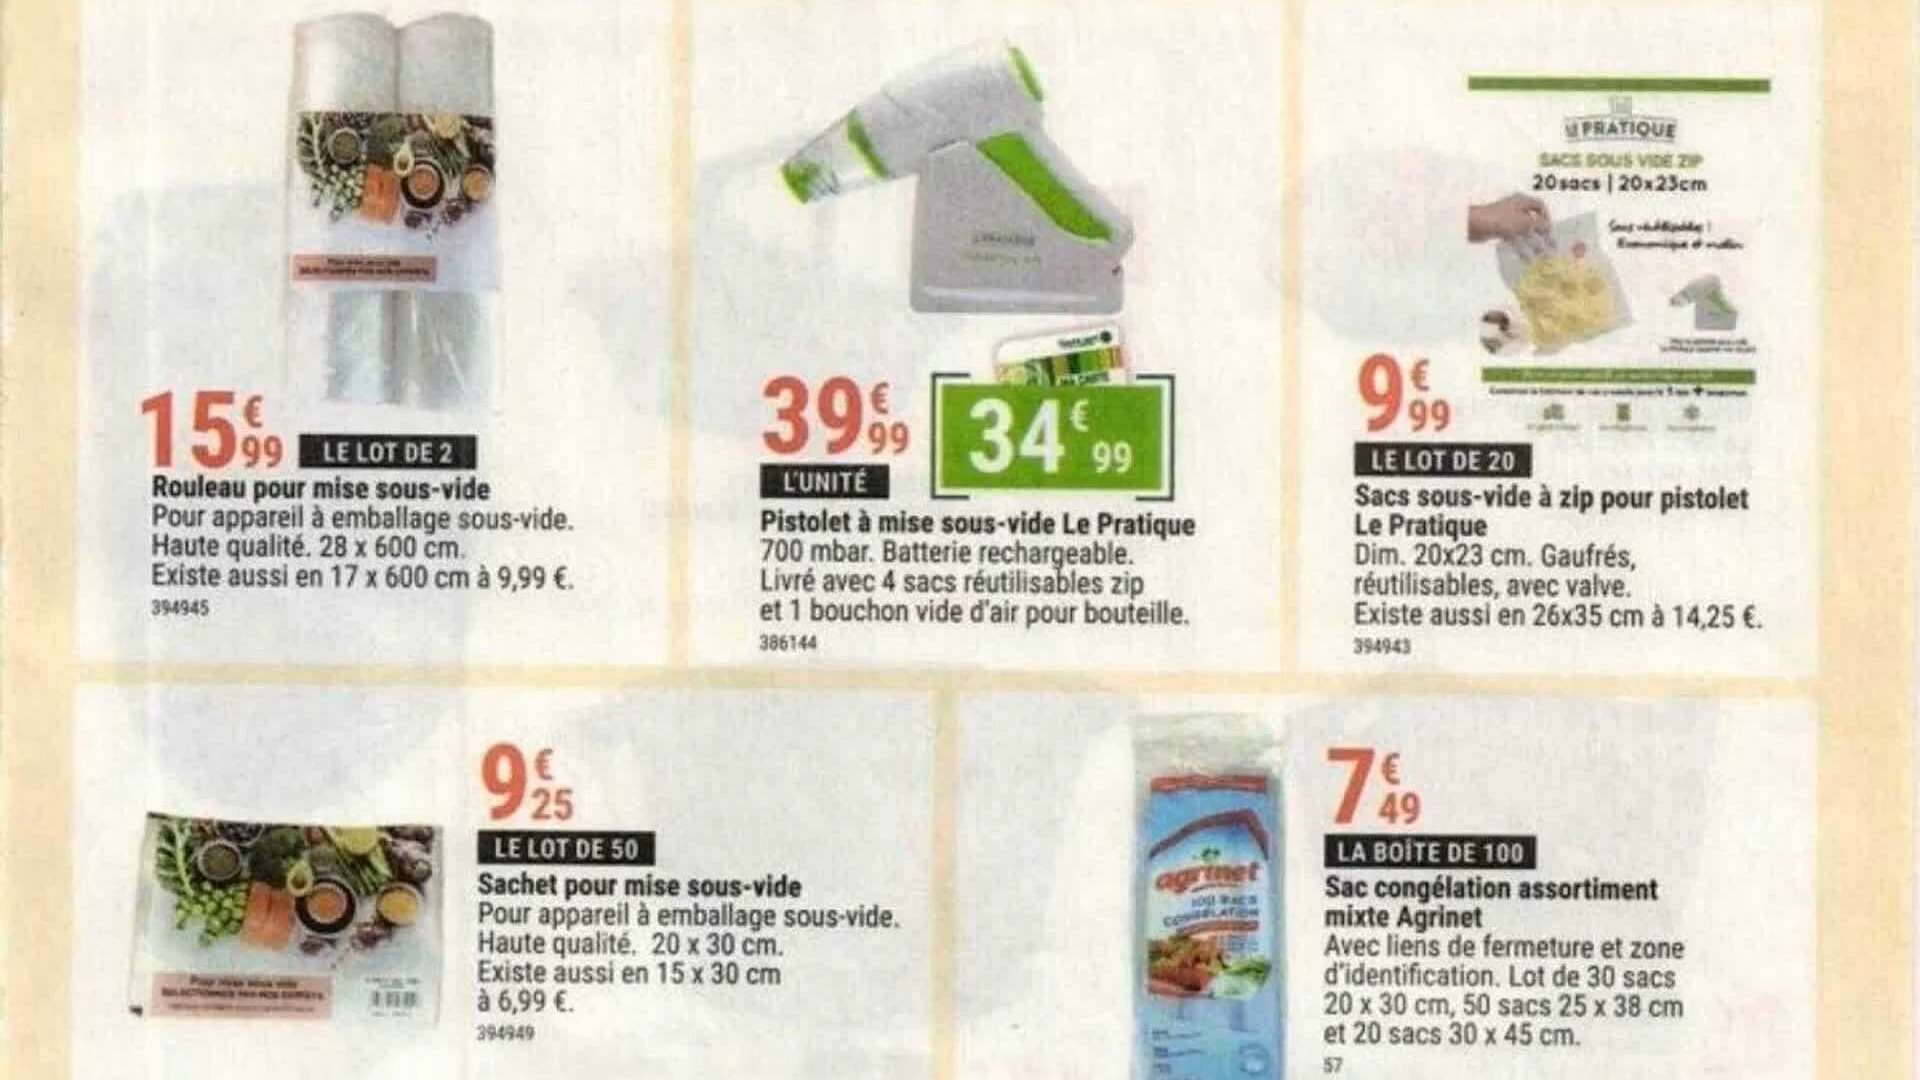 15€99
LE LOT DE 2
Rouleau pour mise sous-vide
Pour appareil à emballage sous-vide.
Haute qualité. 28 x 600 cm.
Existe aussi en 17 x 600 cm à 9,99 €.
394945
39€99
L'UNITÉ
34€99
Pistolet à mise sous-vide Le Pratique
700 mbar. Batterie rechargeable.
Livré avec 4 sacs réutilisables zip
et 1 bouchon vide d'air pour bouteille.
386144
LE PRATIQUE
SACS SOUS VIDE ZIP
20sacs | 20x23cm
9€99
LE LOT DE 20
Sacs sous-vide à zip pour pistolet
Le Pratique
Dim. 20x23 cm. Gaufrés,
réutilisables, avec valve.
Existe aussi en 26x35 cm à 14,25 €.
394943
9€25
LE LOT DE 50
Sachet pour mise sous-vide
Pour appareil à emballage sous-vide.
Haute qualité. 20 x 30 cm.
Existe aussi en 15 x 30 cm
à 6,99 €.
394949
agrinet
100 SACS
CONGÉLATION
7€49
LA BOÎTE DE 100
Sac congélation assortiment
mixte Agrinet
Avec liens de fermeture et zone
d'identification. Lot de 30 sacs
20 x 30 cm, 50 sacs 25 x 38 cm
et 20 sacs 30 x 45 cm.
57